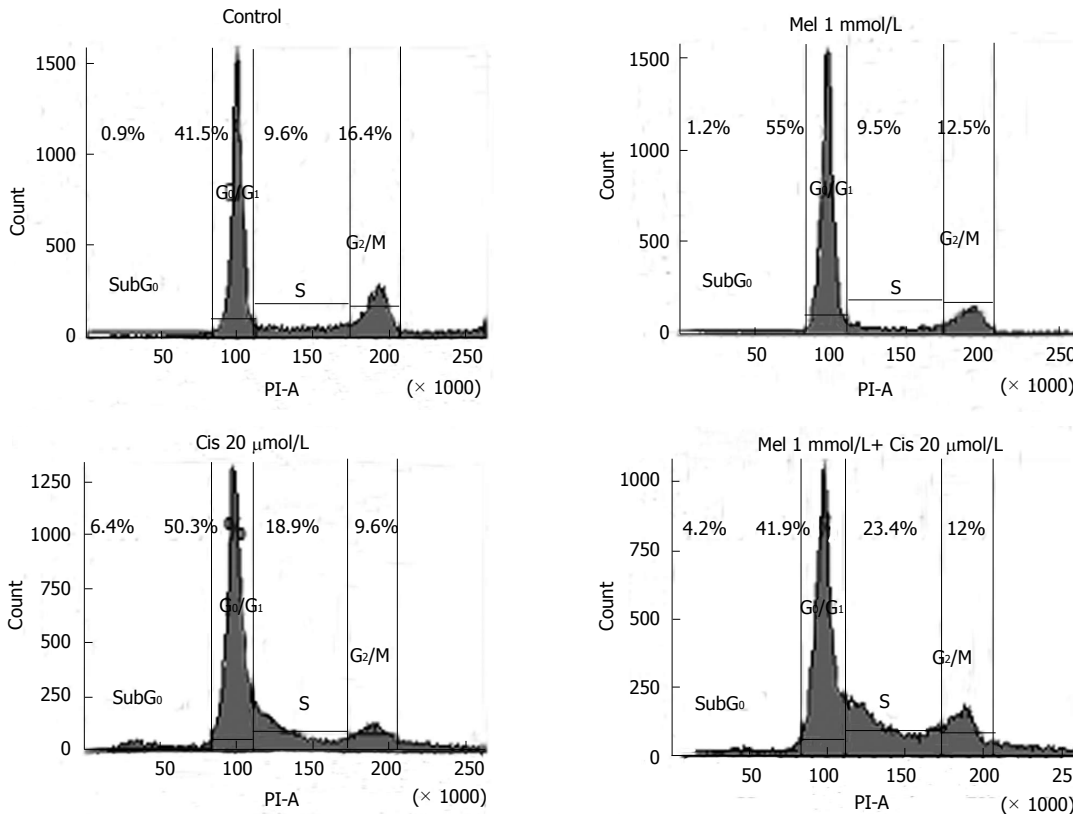 Control
1500
1000
500
0
Count
0.9% 41.5% 9.6% 16.4%
G₀/G₁
G₂/M
SubG₀
S
50 100 150 200 250
PI-A
(× 1000)
Mel 1 mmol/L
1500
1000
500
0
Count
1.2% 55% 9.5% 12.5%
G₀/G₁
G₂/M
SubG₀
S
50 100 150 200 250
PI-A
(× 1000)
Cis 20 μmol/L
1250
1000
750
500
250
0
Count
6.4% 50.3% 18.9% 9.6%
G₀/G₁
G₂/M
SubG₀
S
50 100 150 200 250
PI-A
(× 1000)
Mel 1 mmol/L+ Cis 20 μmol/L
1000
750
500
250
0
Count
4.2% 41.9% 23.4% 12%
G₀/G₁
G₂/M
SubG₀
S
50 100 150 200 250
PI-A
(× 1000)